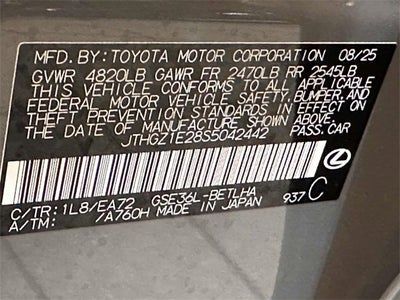 MFD. BY: TOYOTA MOTOR CORPORATION 08/25
GVWR 4820LB GAWR FR 2470LB RR 2545LB
THIS VEHICLE CONFORMS TO ALL APPLICABLE
FEDERAL MOTOR VEHICLE SAFETY, BUMPER, AND
THEFT PREVENTION STANDARDS IN EFFECT ON
THE DATE OF MANUFACTURE SHOWN ABOVE.
JTHGZ1E28S5042442 PASS. CAR
C/TR: 1L8/EA72 GSE36L-BETLHA 937 C
A/TM: /A760H MADE IN JAPAN